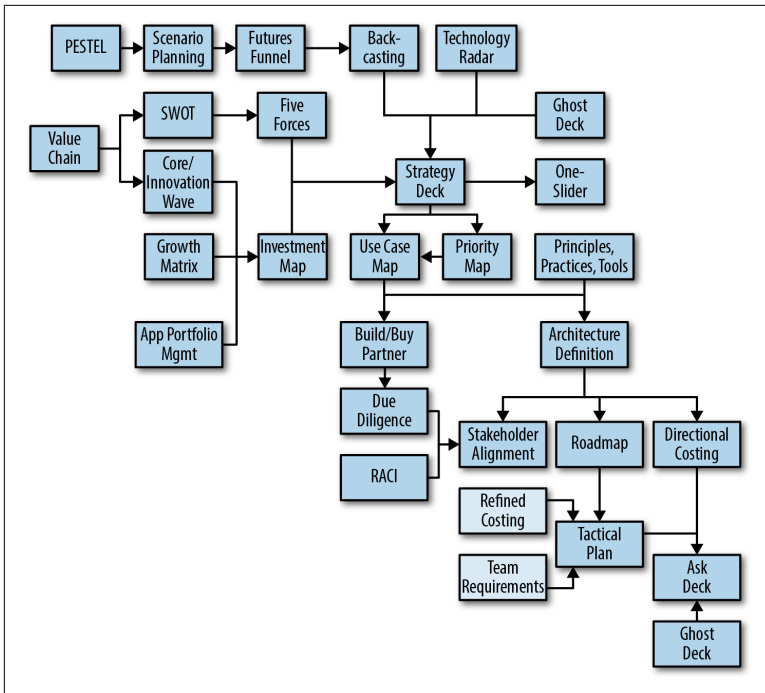 PESTEL
Scenario
Planning
Futures
Funnel
Back-
casting
Technology
Radar
Ghost
Deck
SWOT
Five
Forces
Value
Chain
Core/
Innovation
Wave
Strategy
Deck
One-
Slider
Growth
Matrix
Investment
Map
Use Case
Map
Priority
Map
Principles,
Practices, Tools
App Portfolio
Mgmt
Build/Buy
Partner
Architecture
Definition
Due
Diligence
Stakeholder
Alignment
Roadmap
Directional
Costing
RACI
Refined
Costing
Tactical
Plan
Team
Requirements
Ask
Deck
Ghost
Deck